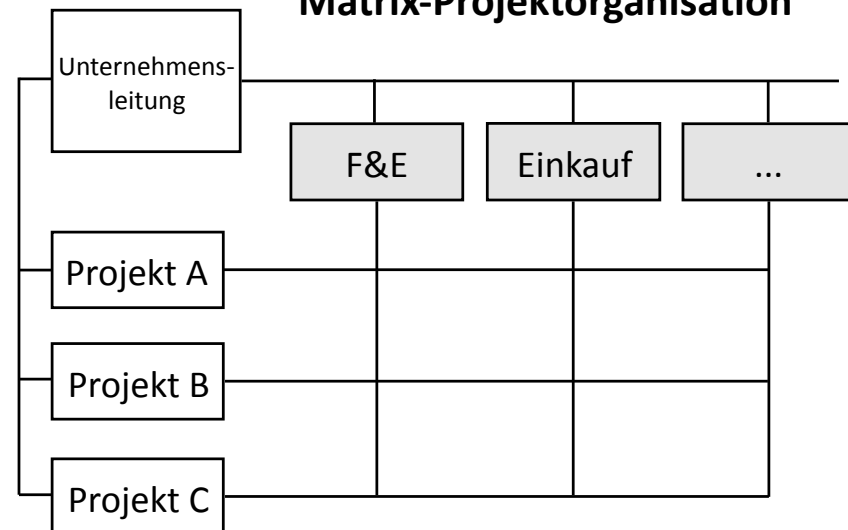 Matrix-Projektorganisation
Unternehmens-
leitung
F&E
Einkauf
...
Projekt A
Projekt B
Projekt C